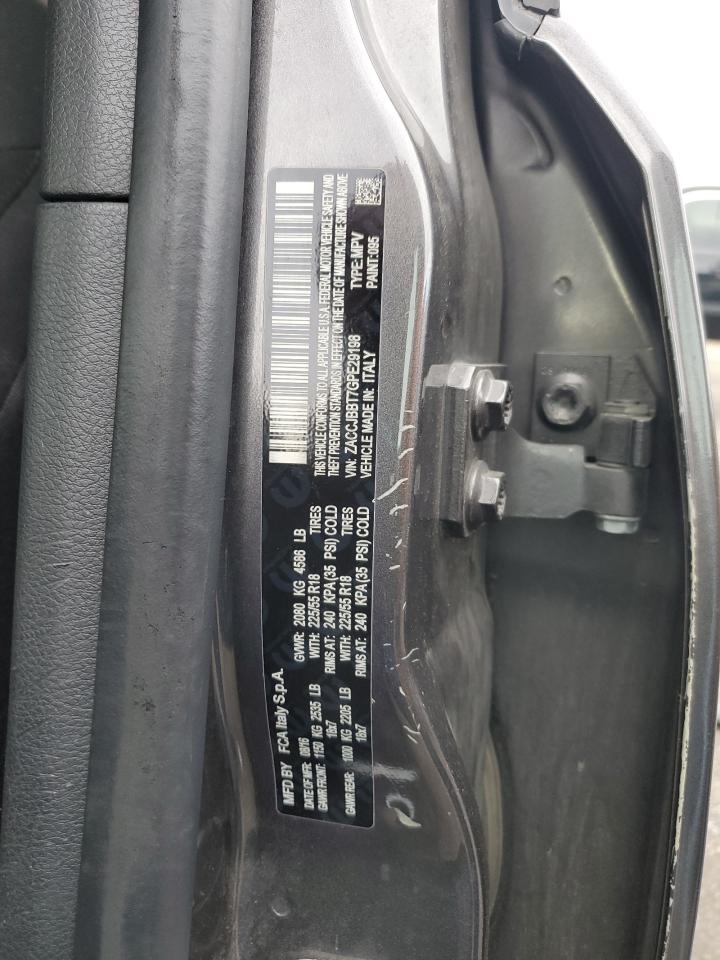 MFD BY FCA Italy S.p.A.
DATE OF MFR: 08/16 GVWR: 2080 KG 4586 LB
GAWR FRONT: 1150 KG 2535 LB WITH: 225/55 R18 TIRES
18x7 RIMS AT: 240 KPA(35 PSI) COLD
GAWR REAR: 1000 KG 2205 LB WITH: 225/55 R18 TIRES
18x7 RIMS AT: 240 KPA(35 PSI) COLD
THIS VEHICLE CONFORMS TO ALL APPLICABLE U.S.A. FEDERAL MOTOR VEHICLE SAFETY AND
THEFT PREVENTION STANDARDS IN EFFECT ON THE DATE OF MANUFACTURE SHOWN ABOVE
VIN: ZACCJBBT7GPE29198 TYPE: MPV
VEHICLE MADE IN: ITALY PAINT: 095